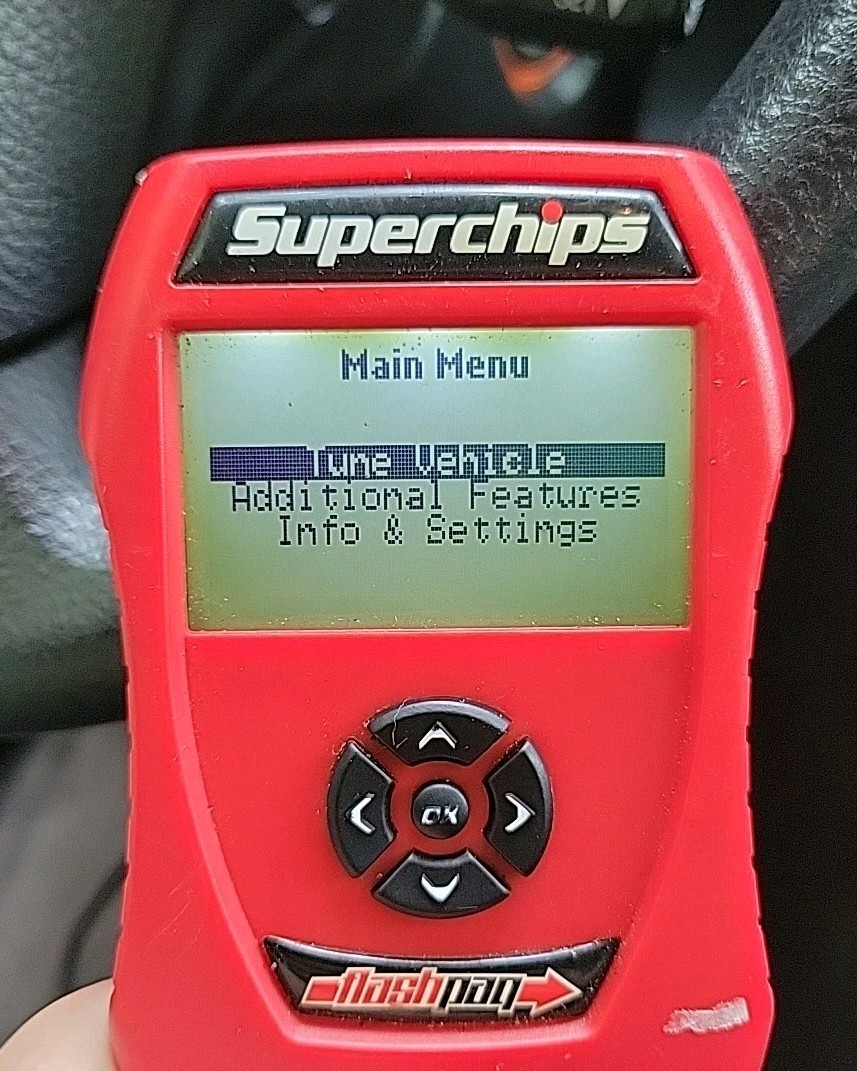 Superchips
Main Menu
Tune Vehicle
Additional Features
Info & Settings
OK
flashpaq